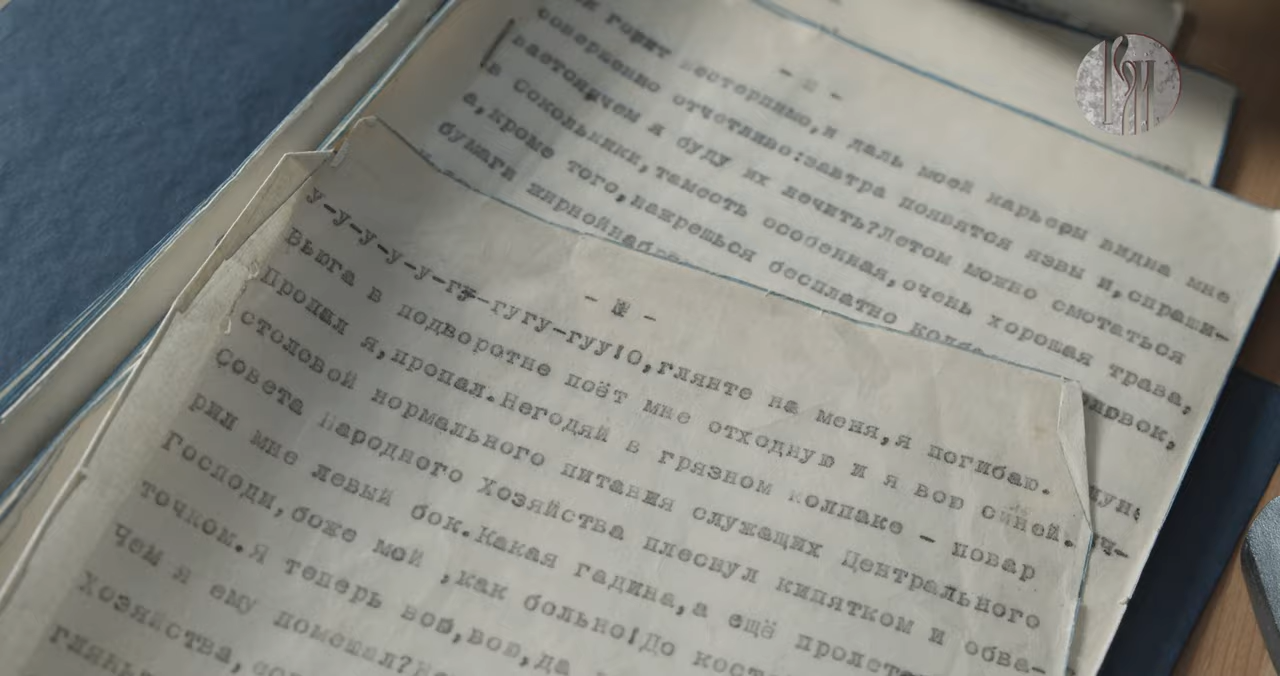 горит нестерпимо,и даль моей карьеры видна мне
совершенно отчетливо:завтра появятся язвы и,спраши-
вается,чем я буду их лечить?Летом можно смотаться
в Сокольники,там есть особенная,очень хорошая трава,
а,кроме того,нажрешься бесплатно
бумаги жирной
У-у-у-у-у-гу-гугу-гуу!О,гляньте на меня,я погибаю.
Вьюга в подворотне поёт мне отходную и я вою с ней.
Пропал я,пропал.Негодяй в грязном колпаке - повар
столовой нормального питания служащих Центрального
Совета Народного Хозяйства плеснул кипятком и обва-
рил мне левый бок.Какая гадина,а ещё
Господи,боже мой ,как больно!До
точком.Я теперь вою,вою,да
Чем я ему помешал?
хозяйства,